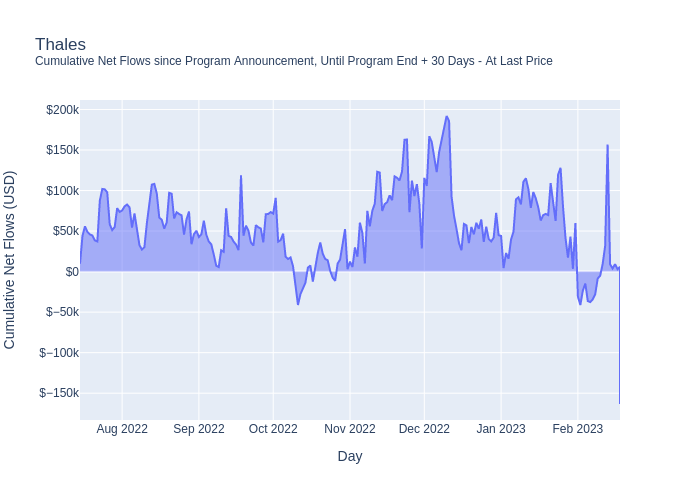 Thales
Cumulative Net Flows since Program Announcement, Until Program End + 30 Days - At Last Price
Cumulative Net Flows (USD)
$200k
$150k
$100k
$50k
$0
$−50k
$−100k
$−150k
Aug 2022
Sep 2022
Oct 2022
Nov 2022
Dec 2022
Jan 2023
Feb 2023
Day